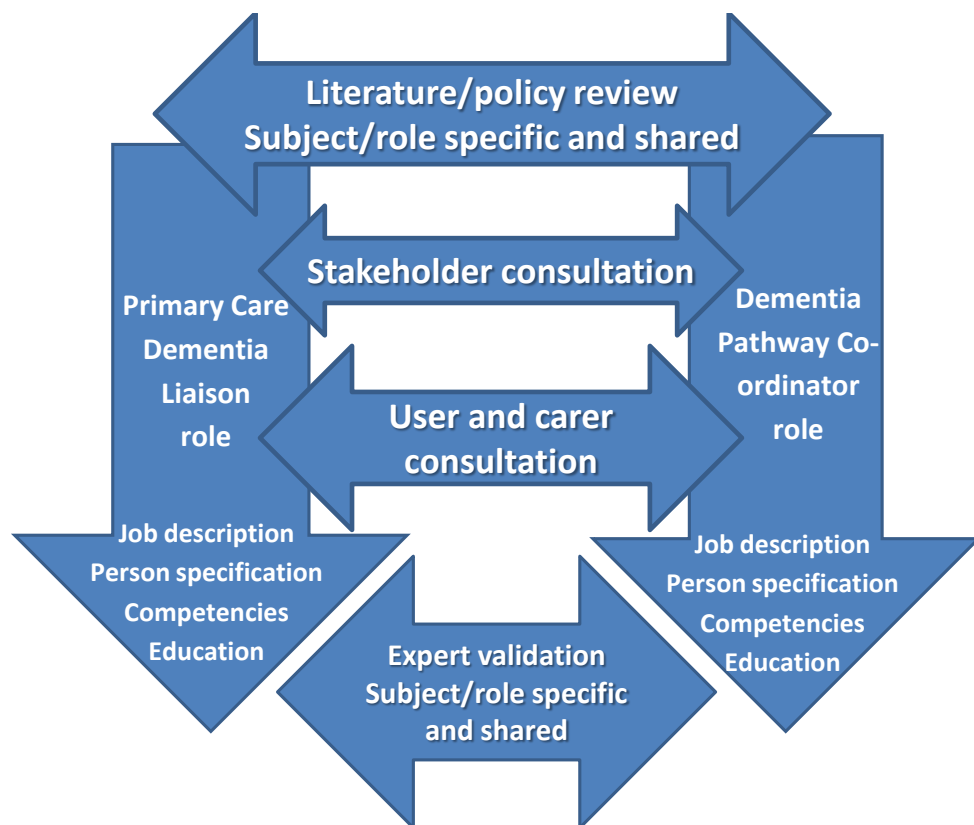 Literature/policy review
Subject/role specific and shared
Stakeholder consultation
Primary Care
Dementia
Liaison
role
Dementia
Pathway Co-
ordinator
role
User and carer
consultation
Job description
Person specification
Competencies
Education
Job description
Person specification
Competencies
Education
Expert validation
Subject/role specific
and shared